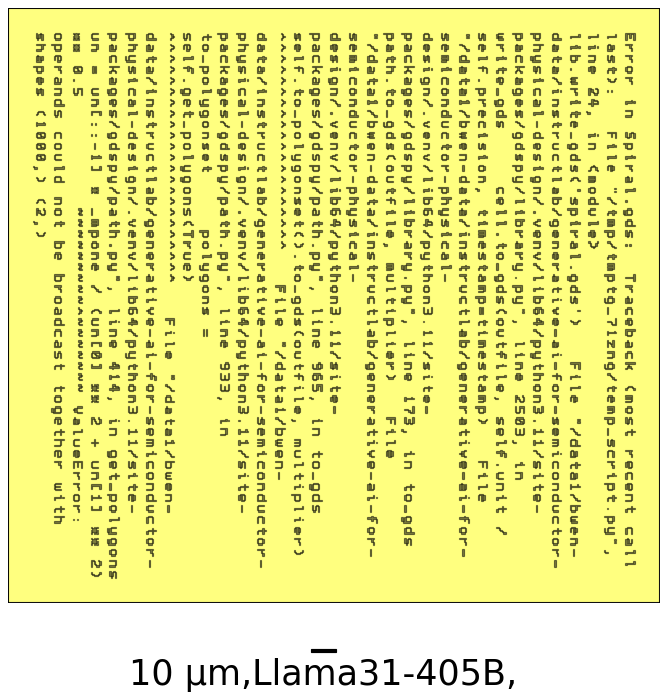 Error in Spiral.gds:  Traceback (most recent call
last):   File "/tmp/tmptg_7izng/temp-script.py",
line 24, in <module>
lib.write_gds('spiral.gds')   File "/data1/bwen-
data/instructlab/generative-ai-for-semiconductor-
physical-design/.venv/lib64/python3.11/site-
packages/gdspy/library.py", line 2503, in
write_gds     cell.to_gds(outfile, self.unit /
self.precision, timestamp=timestamp)   File
"/data1/bwen-data/instructlab/generative-ai-for-
semiconductor-physical-
design/.venv/lib64/python3.11/site-
packages/gdspy/library.py", line 173, in to_gds
path.to_gds(outfile, multiplier)   File
"/data1/bwen-data/instructlab/generative-ai-for-
semiconductor-physical-
design/.venv/lib64/python3.11/site-
packages/gdspy/path.py", line 965, in to_gds
self.to_polygonset().to_gds(outfile, multiplier)
^^^^^^^^^^^^^^^^^^^^   File "/data1/bwen-
data/instructlab/generative-ai-for-semiconductor-
physical-design/.venv/lib64/python3.11/site-
packages/gdspy/path.py", line 933, in
to_polygonset     polygons =
self.get_polygons(True)
^^^^^^^^^^^^^^^^^^^^^^^   File "/data1/bwen-
data/instructlab/generative-ai-for-semiconductor-
physical-design/.venv/lib64/python3.11/site-
packages/gdspy/path.py", line 414, in get_polygons
un = un[::-1] * _mpone / (un[0] ** 2 + un[1] ** 2)
** 0.5          ~~~~~~~~~^~~~~~~~ ValueError:
operands could not be broadcast together with
shapes (1000,) (2,)
10 μm,Llama31-405B,